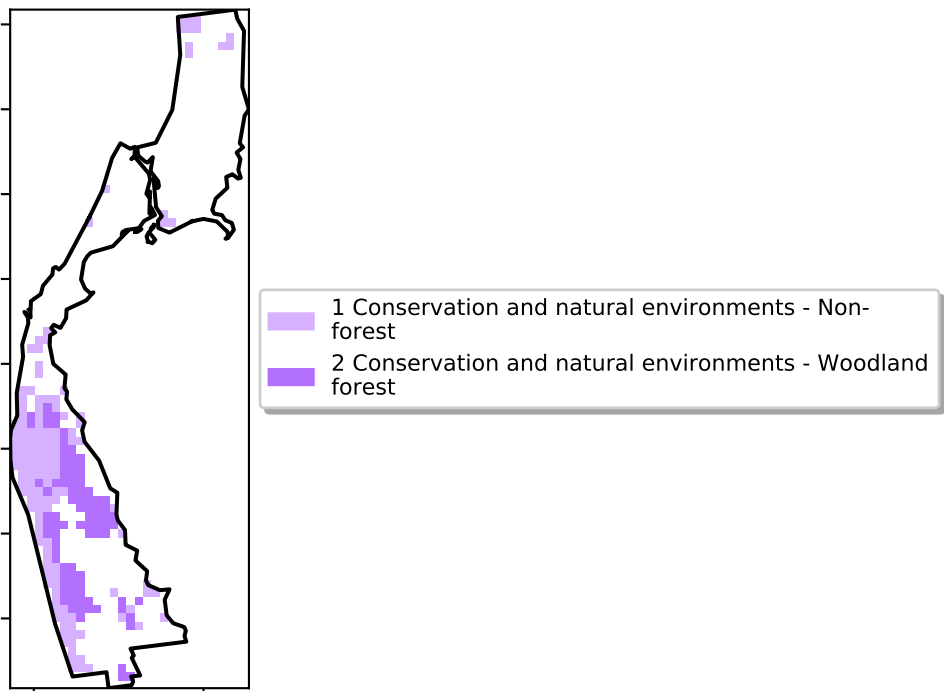 1 Conservation and natural environments - Non-
forest
2 Conservation and natural environments - Woodland
forest